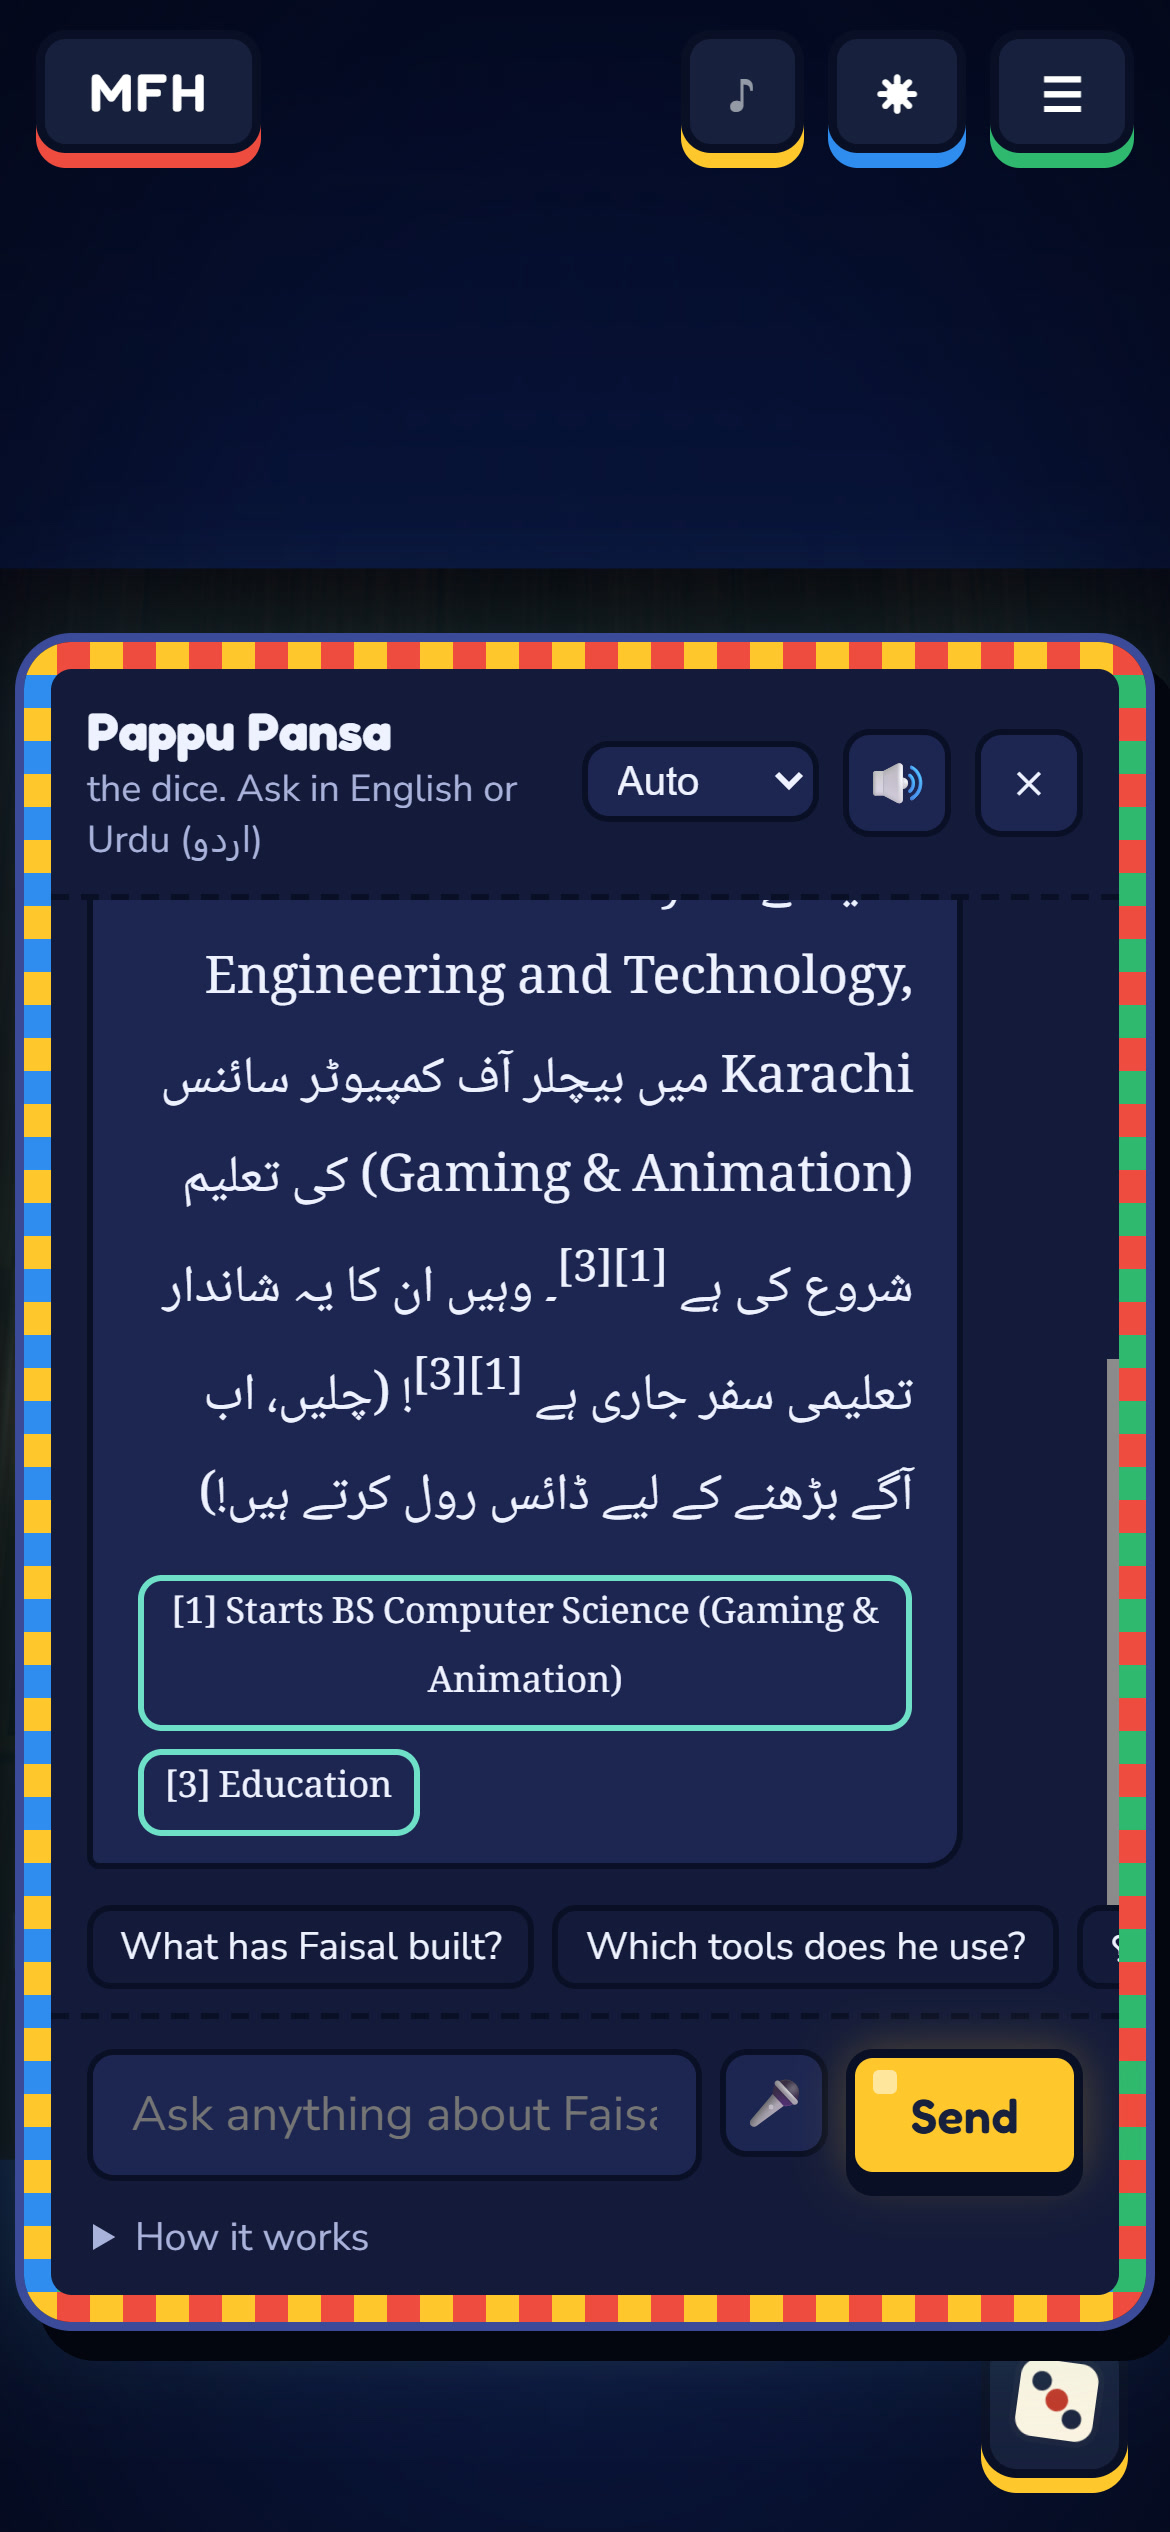 MFH
Pappu Pansa
the dice. Ask in English or
Urdu (اردو)
Auto
Engineering and Technology,
Karachi میں بیچلر آف کمپیوٹر سائنس
(Gaming & Animation) کی تعلیم
شروع کی ہے [1][3]۔ وہیں ان کا یہ شاندار
تعلیمی سفر جاری ہے [1][3]! (چلیں، اب
آگے بڑھنے کے لیے ڈائس رول کرتے ہیں!)
[1] Starts BS Computer Science (Gaming &
Animation)
[3] Education
What has Faisal built?
Which tools does he use?
Ask anything about
Send
How it works